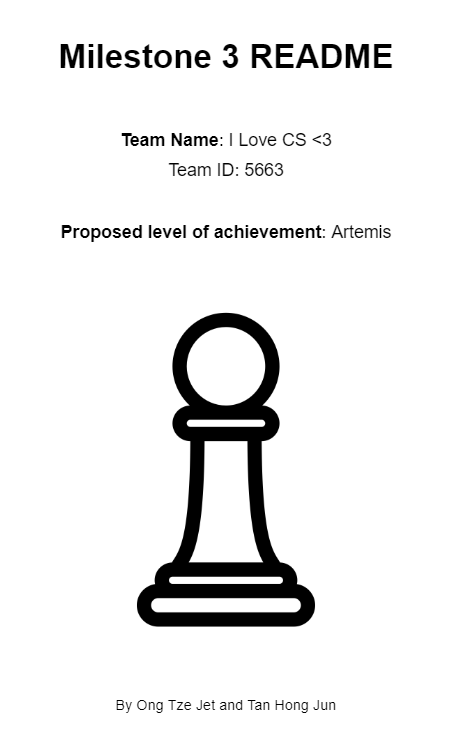 Milestone 3 README
Team Name: I Love CS <3
Team ID: 5663
Proposed level of achievement: Artemis
By Ong Tze Jet and Tan Hong Jun